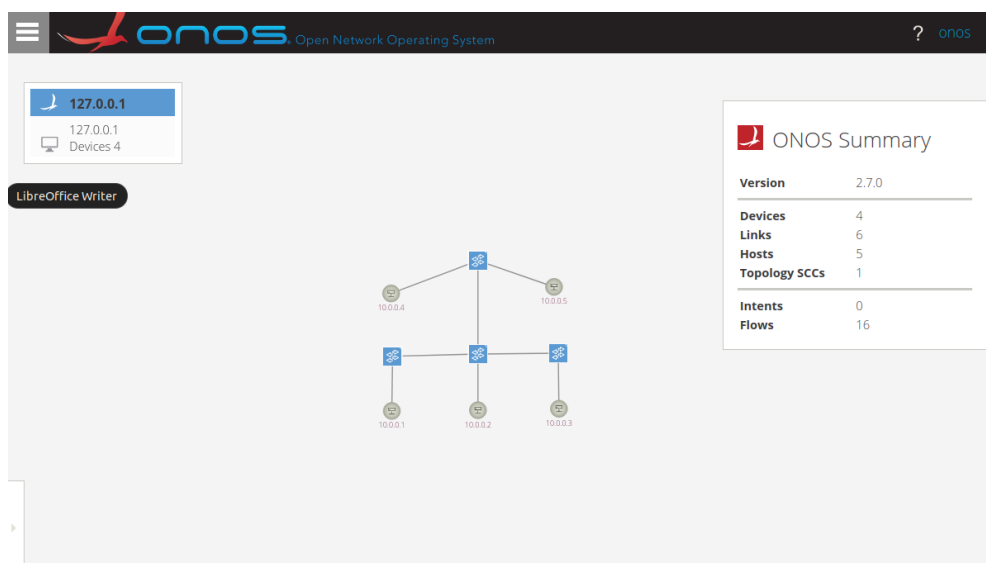 ONOS. Open Network Operating System
? onos
127.0.0.1
127.0.0.1
Devices 4
LibreOffice Writer
ONOS Summary
Version 2.7.0
Devices 4
Links 6
Hosts 5
Topology SCCs 1
Intents 0
Flows 16
10.0.0.4
10.0.0.5
10.0.0.1
10.0.0.2
10.0.0.3